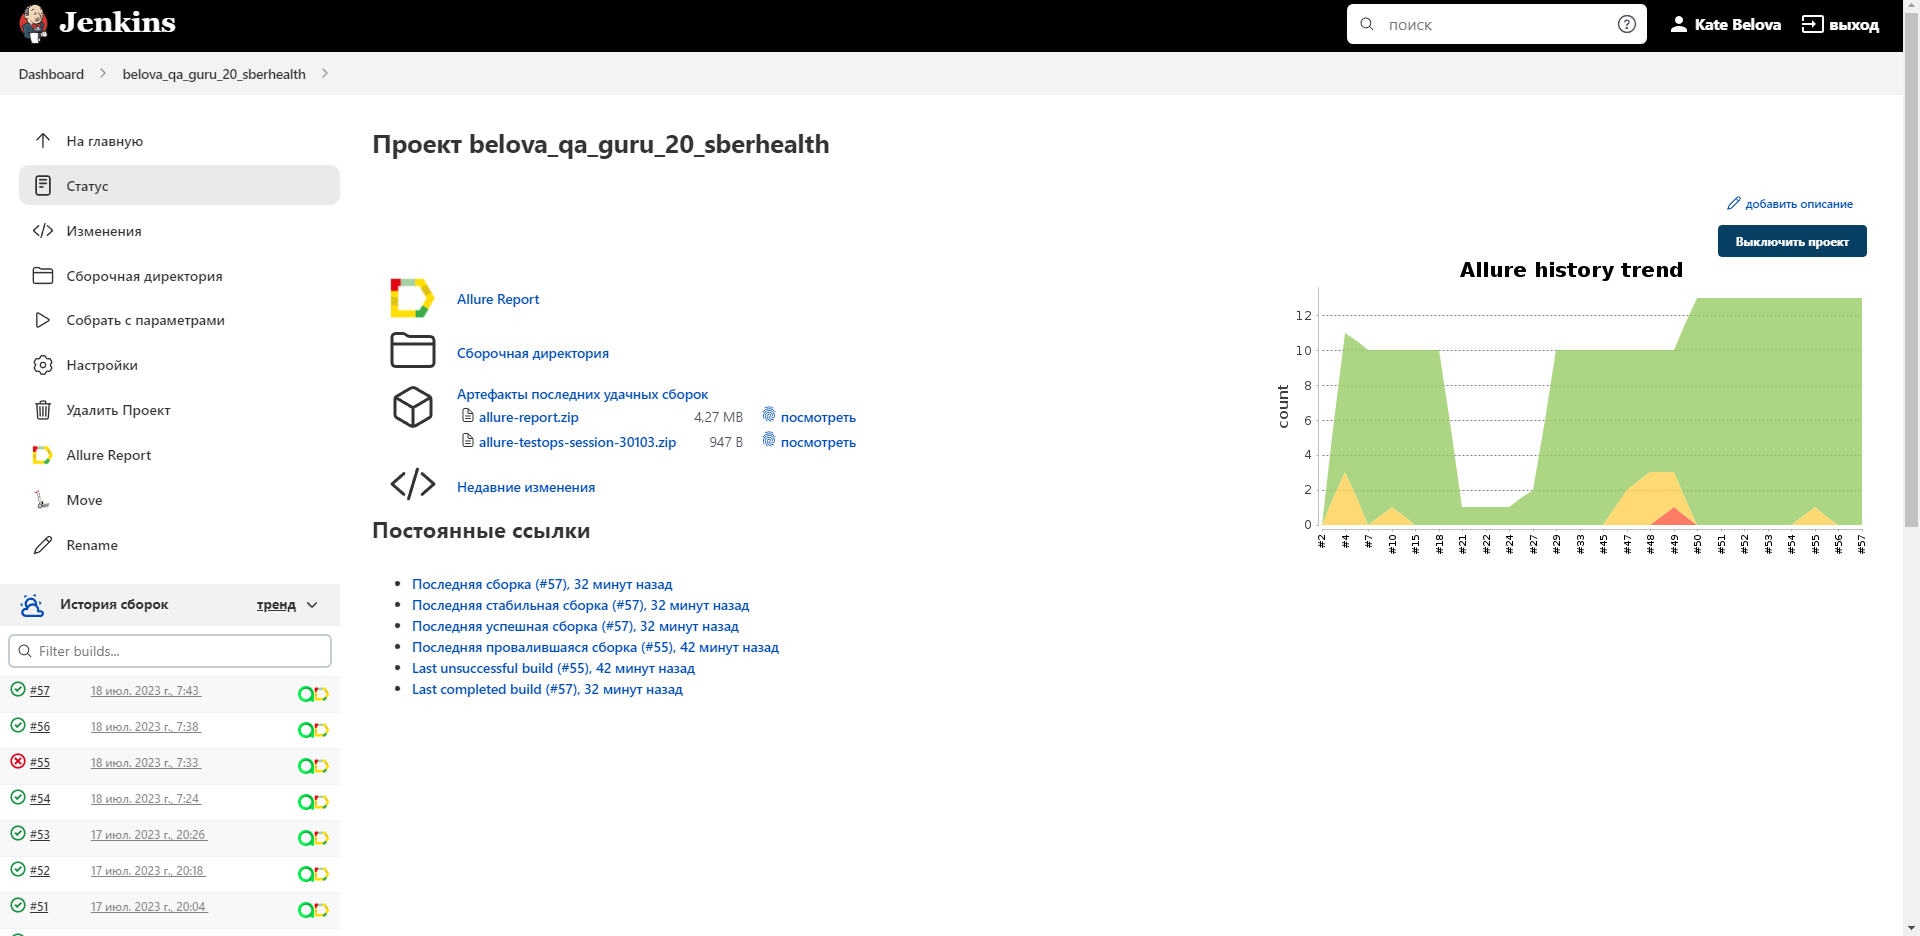 Jenkins
поиск
Kate Belova
выход
Dashboard
belova_qa_guru_20_sberhealth
На главную
Статус
Изменения
Сборочная директория
Собрать с параметрами
Настройки
Удалить Проект
Allure Report
Move
Rename
История сборок
тренд
Filter builds...
#57 18 июл. 2023 г., 7:43
#56 18 июл. 2023 г., 7:38
#55 18 июл. 2023 г., 7:33
#54 18 июл. 2023 г., 7:24
#53 17 июл. 2023 г., 20:26
#52 17 июл. 2023 г., 20:18
#51 17 июл. 2023 г., 20:04
Проект belova_qa_guru_20_sberhealth
добавить описание
Выключить проект
Allure Report
Сборочная директория
Артефакты последних удачных сборок
allure-report.zip 4,27 MB посмотреть
allure-testops-session-30103.zip 947 B посмотреть
Недавние изменения
Постоянные ссылки
Последняя сборка (#57), 32 минут назад
Последняя стабильная сборка (#57), 32 минут назад
Последняя успешная сборка (#57), 32 минут назад
Последняя провалившаяся сборка (#55), 42 минут назад
Last unsuccessful build (#55), 42 минут назад
Last completed build (#57), 32 минут назад
Allure history trend
count
12
10
8
6
4
2
0
#2 #4 #7 #10 #15 #18 #21 #22 #24 #27 #29 #33 #45 #47 #48 #49 #50 #51 #52 #53 #54 #55 #56 #57